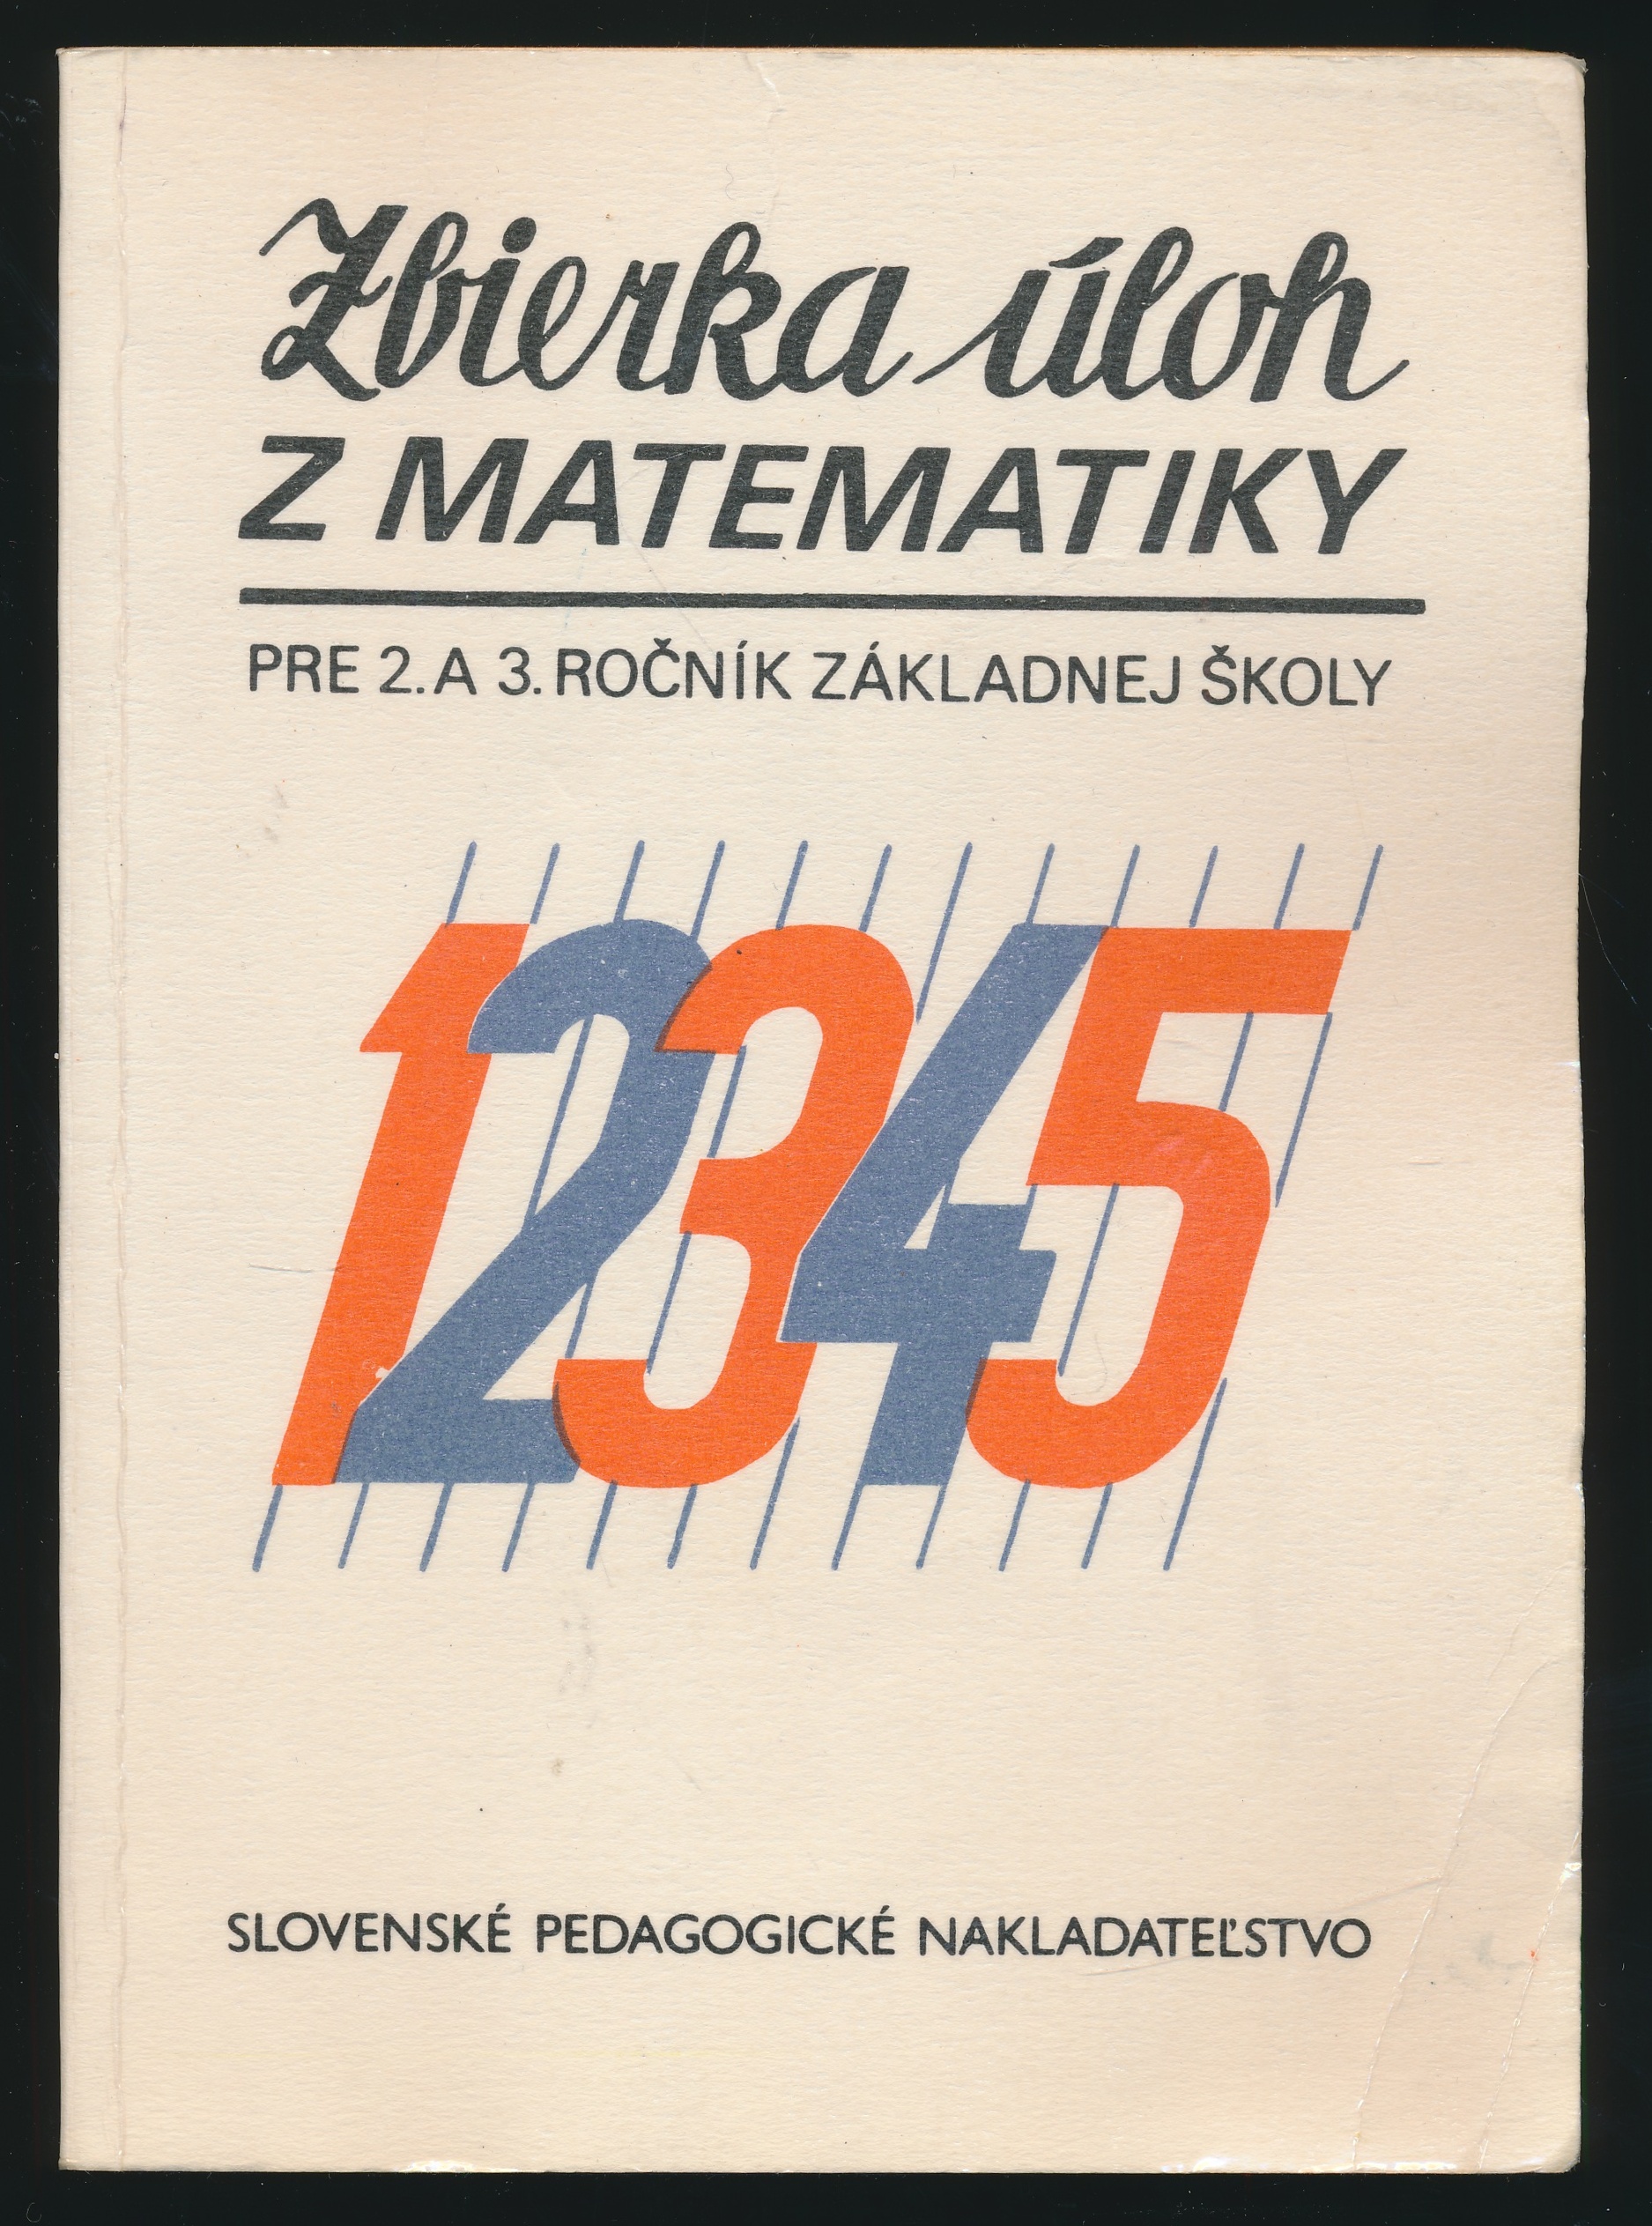 Zbierka úloh
Z MATEMATIKY
PRE 2. A 3. ROČNÍK ZÁKLADNEJ ŠKOLY
12345
SLOVENSKÉ PEDAGOGICKÉ NAKLADATEĽSTVO